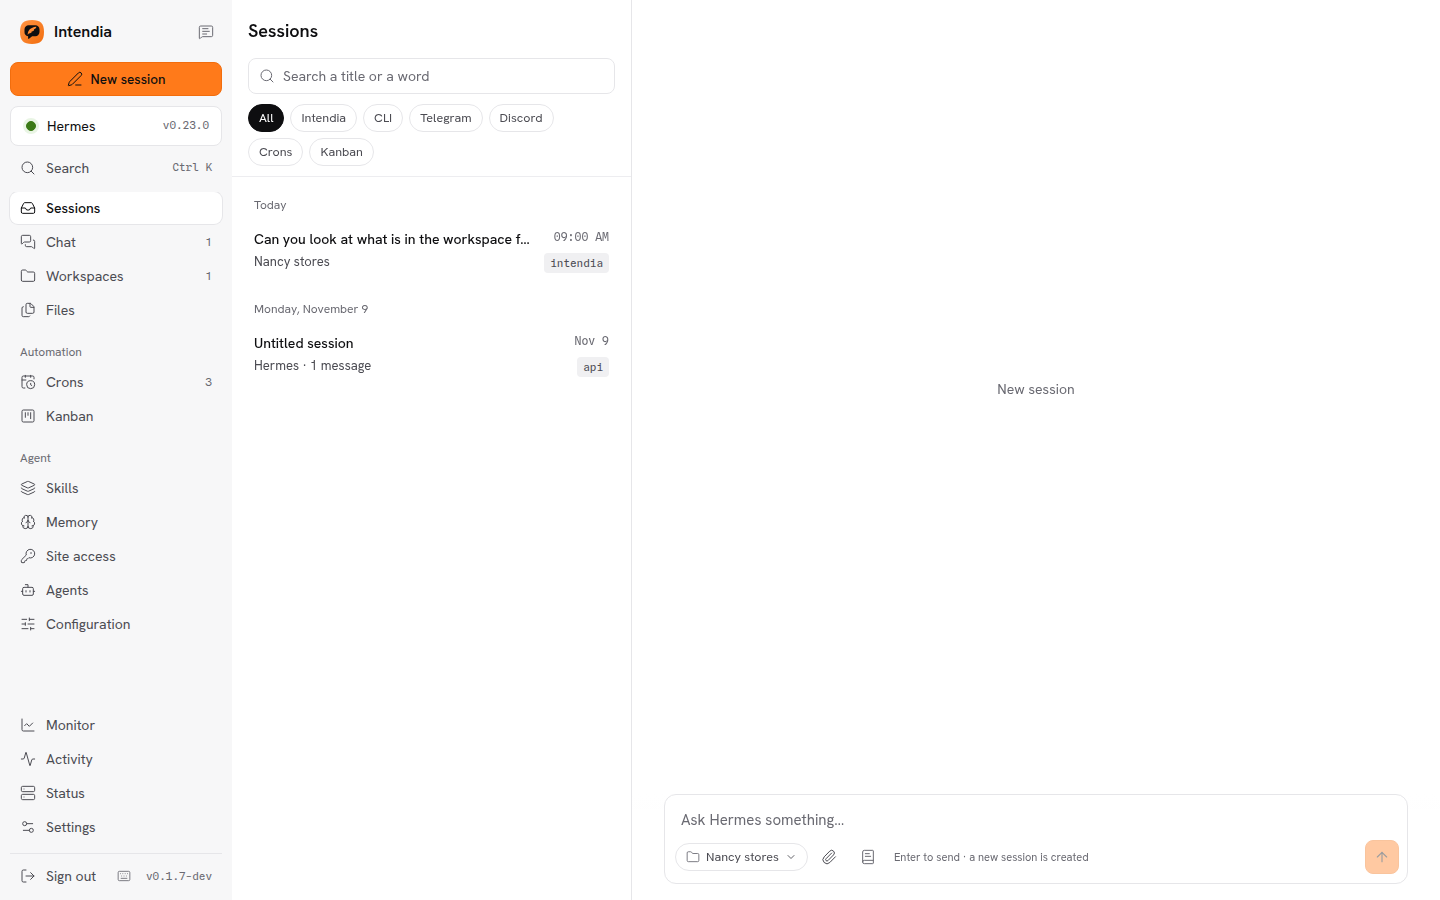 Intendia
New session
Hermes v0.23.0
Search Ctrl K
Sessions
Chat 1
Workspaces 1
Files
Automation
Crons 3
Kanban
Agent
Skills
Memory
Site access
Agents
Configuration
Monitor
Activity
Status
Settings
Sign out v0.1.7-dev
Sessions
Search a title or a word
All Intendia CLI Telegram Discord
Crons Kanban
Today
Can you look at what is in the workspace f… 09:00 AM
Nancy stores intendia
Monday, November 9
Untitled session Nov 9
Hermes · 1 message api
New session
Ask Hermes something…
Nancy stores Enter to send · a new session is created